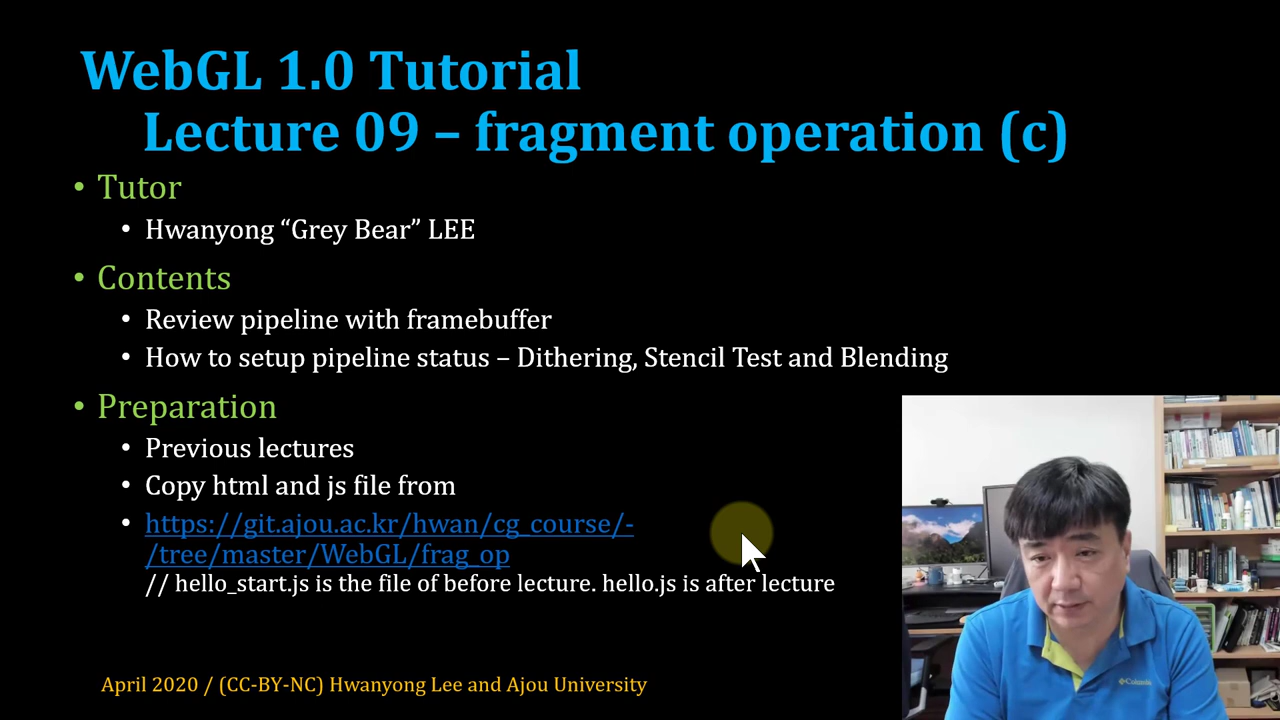 WebGL 1.0 Tutorial
Lecture 09 – fragment operation (c)
• Tutor
• Hwanyong “Grey Bear” LEE
• Contents
• Review pipeline with framebuffer
• How to setup pipeline status – Dithering, Stencil Test and Blending
• Preparation
• Previous lectures
• Copy html and js file from
• https://git.ajou.ac.kr/hwan/cg_course/-
/tree/master/WebGL/frag_op
// hello_start.js is the file of before lecture. hello.js is after lecture
April 2020 / (CC-BY-NC) Hwanyong Lee and Ajou University
Columbia